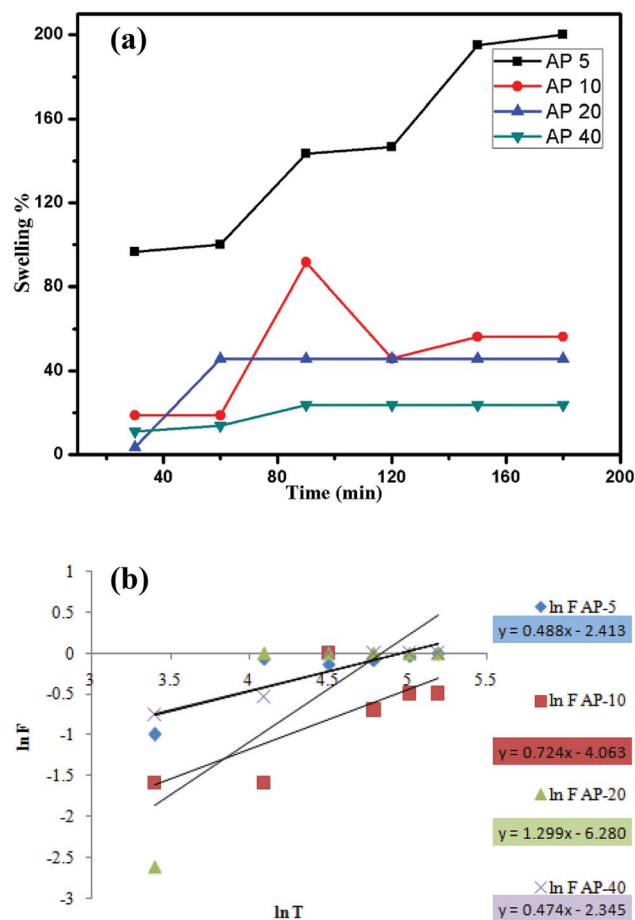 (a)
200
160
120
80
40
0
Swelling %
AP 5
AP 10
AP 20
AP 40
0
40
80
120
160
200
Time (min)
(b)
1
0.5
0
-0.5
-1
-1.5
-2
-2.5
-3
3
3.5
4
4.5
5
5.5
ln F
ln T
ln F AP-5
y = 0.488x - 2.413
ln F AP-10
y = 0.724x - 4.063
ln F AP-20
y = 1.299x - 6.280
ln F AP-40
y = 0.474x - 2.345